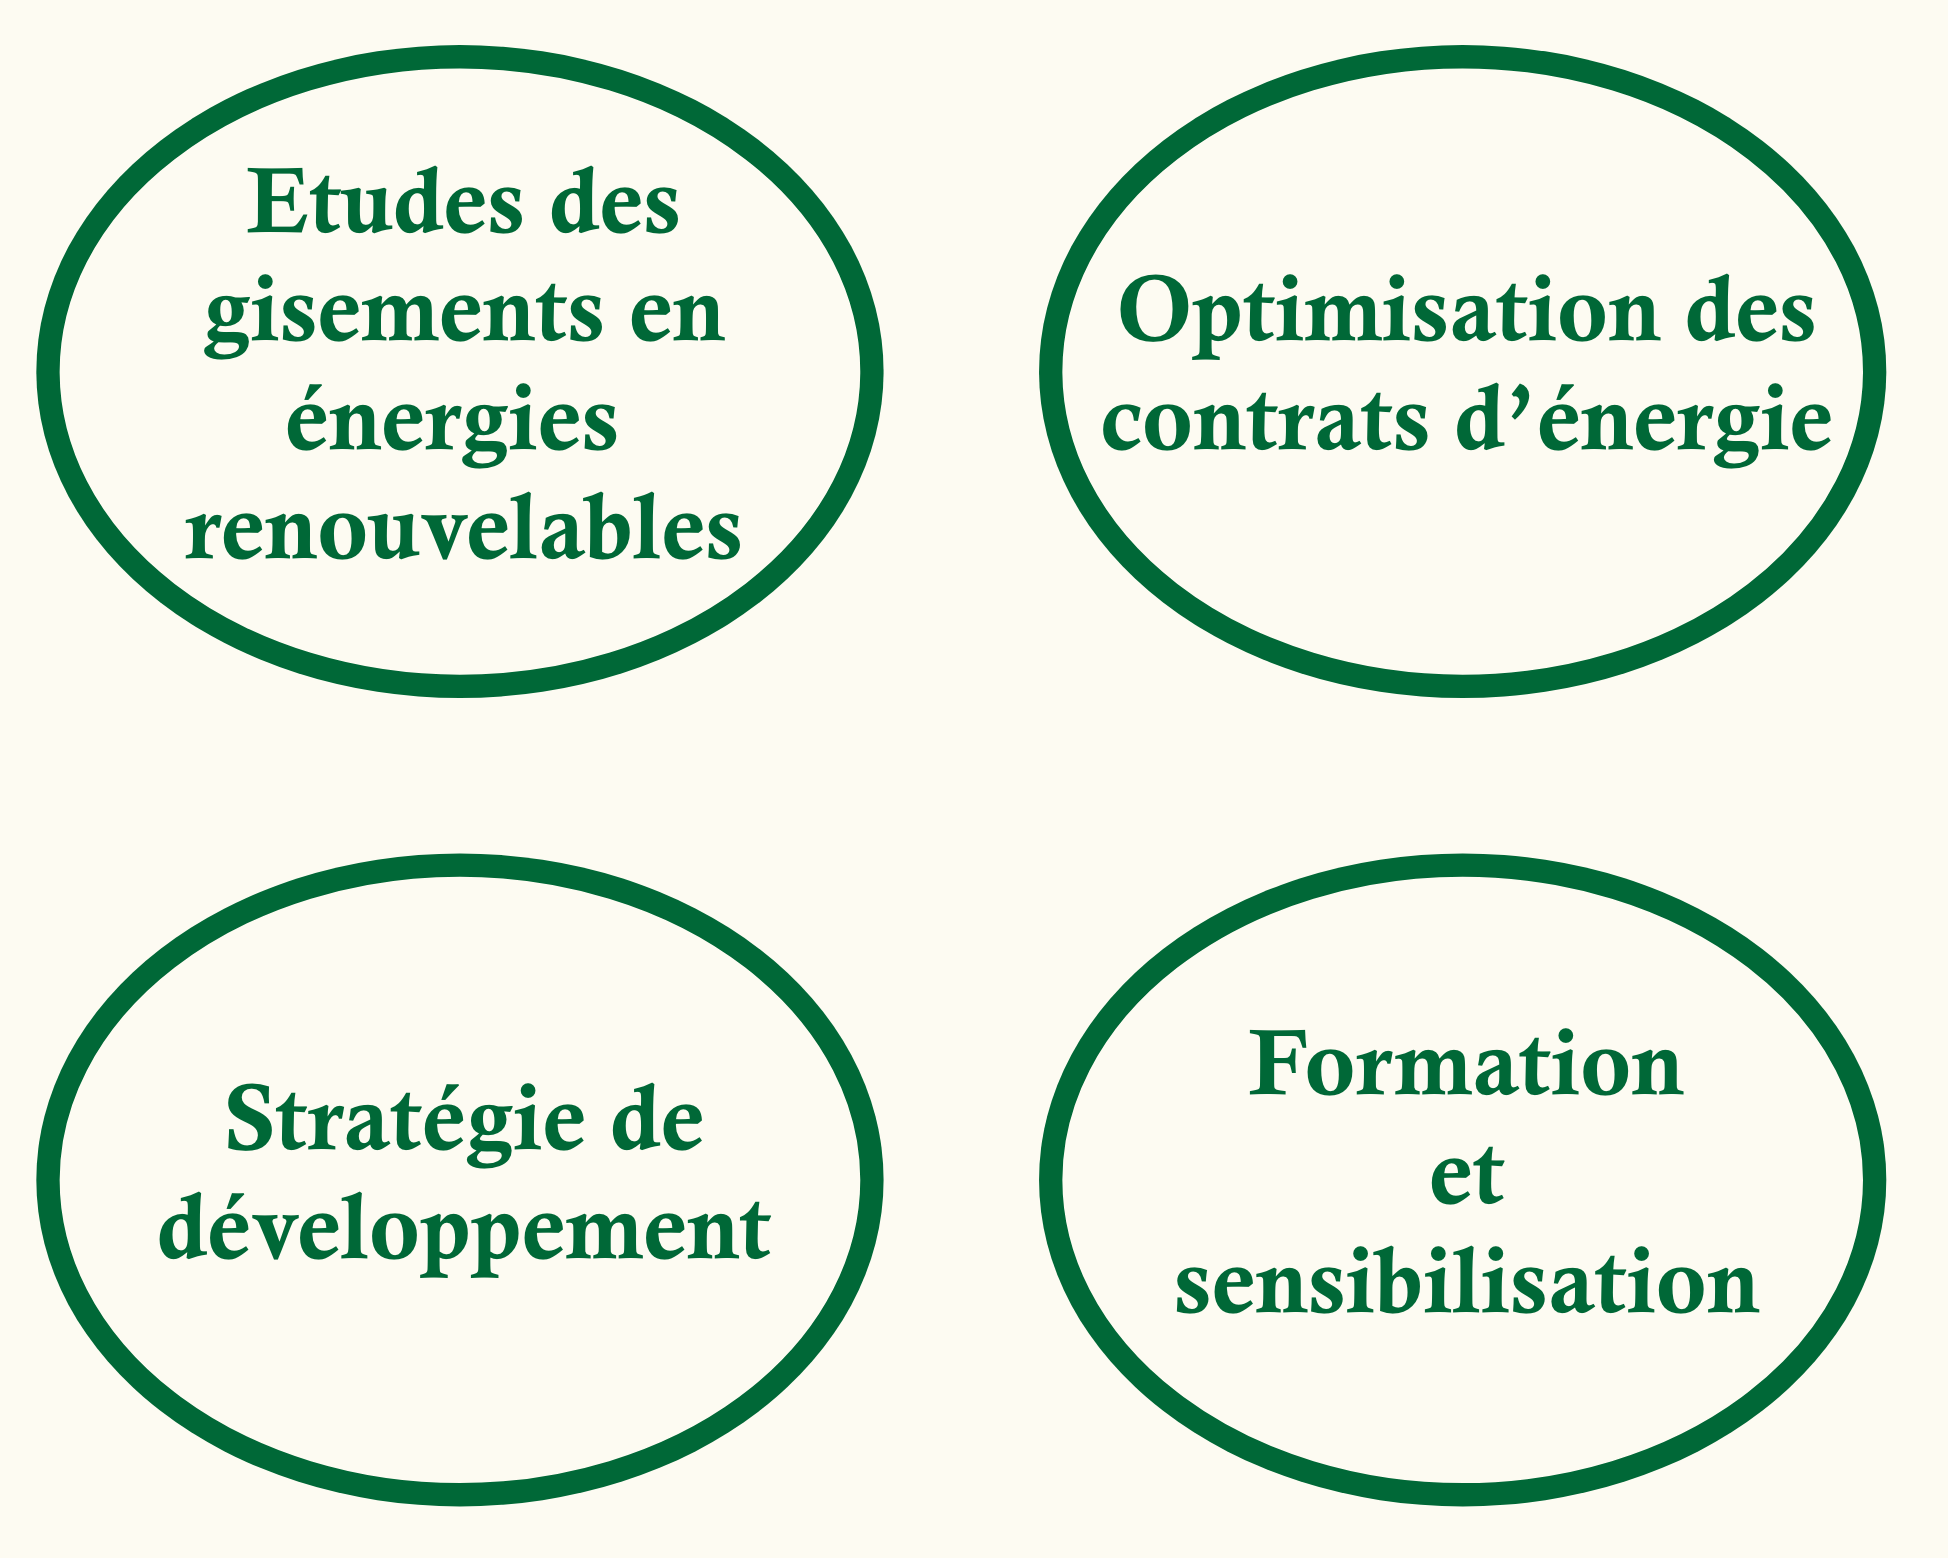 Etudes des
gisements en
énergies
renouvelables
Optimisation des
contrats d’énergie
Stratégie de
développement
Formation
et
sensibilisation